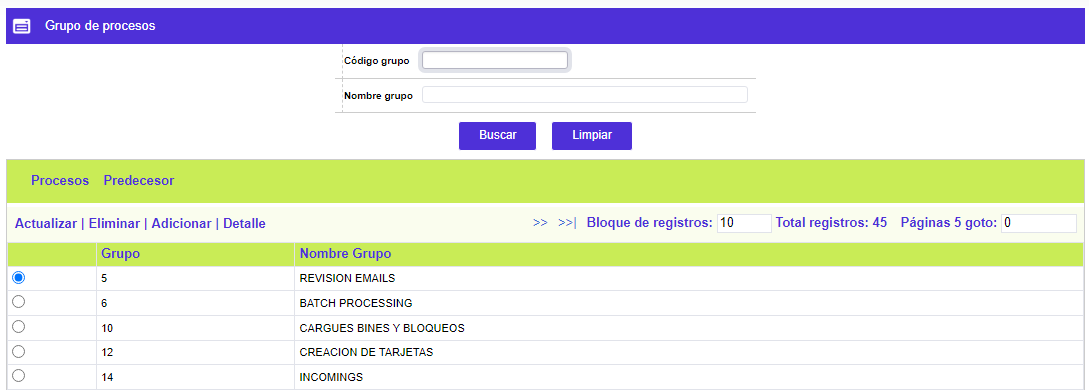 Grupo de procesos
Código grupo
Nombre grupo
Buscar Limpiar
Procesos Predecesor
Actualizar | Eliminar | Adicionar | Detalle >> >>| Bloque de registros: 10 Total registros: 45 Páginas 5 goto: 0
Grupo Nombre Grupo
5 REVISION EMAILS
6 BATCH PROCESSING
10 CARGUES BINES Y BLOQUEOS
12 CREACION DE TARJETAS
14 INCOMINGS